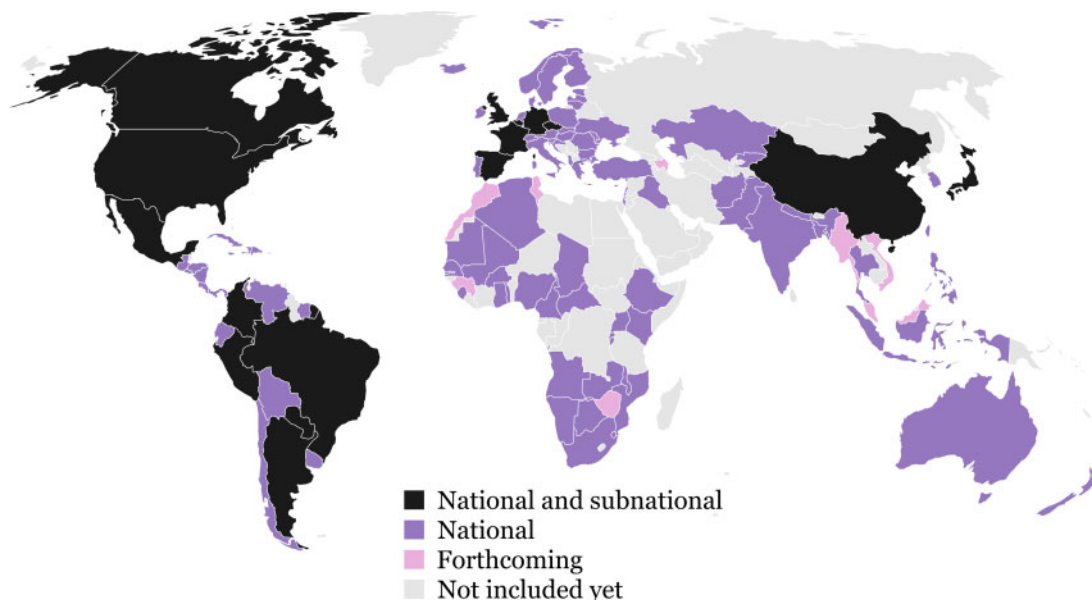 National and subnational
National
Forthcoming
Not included yet